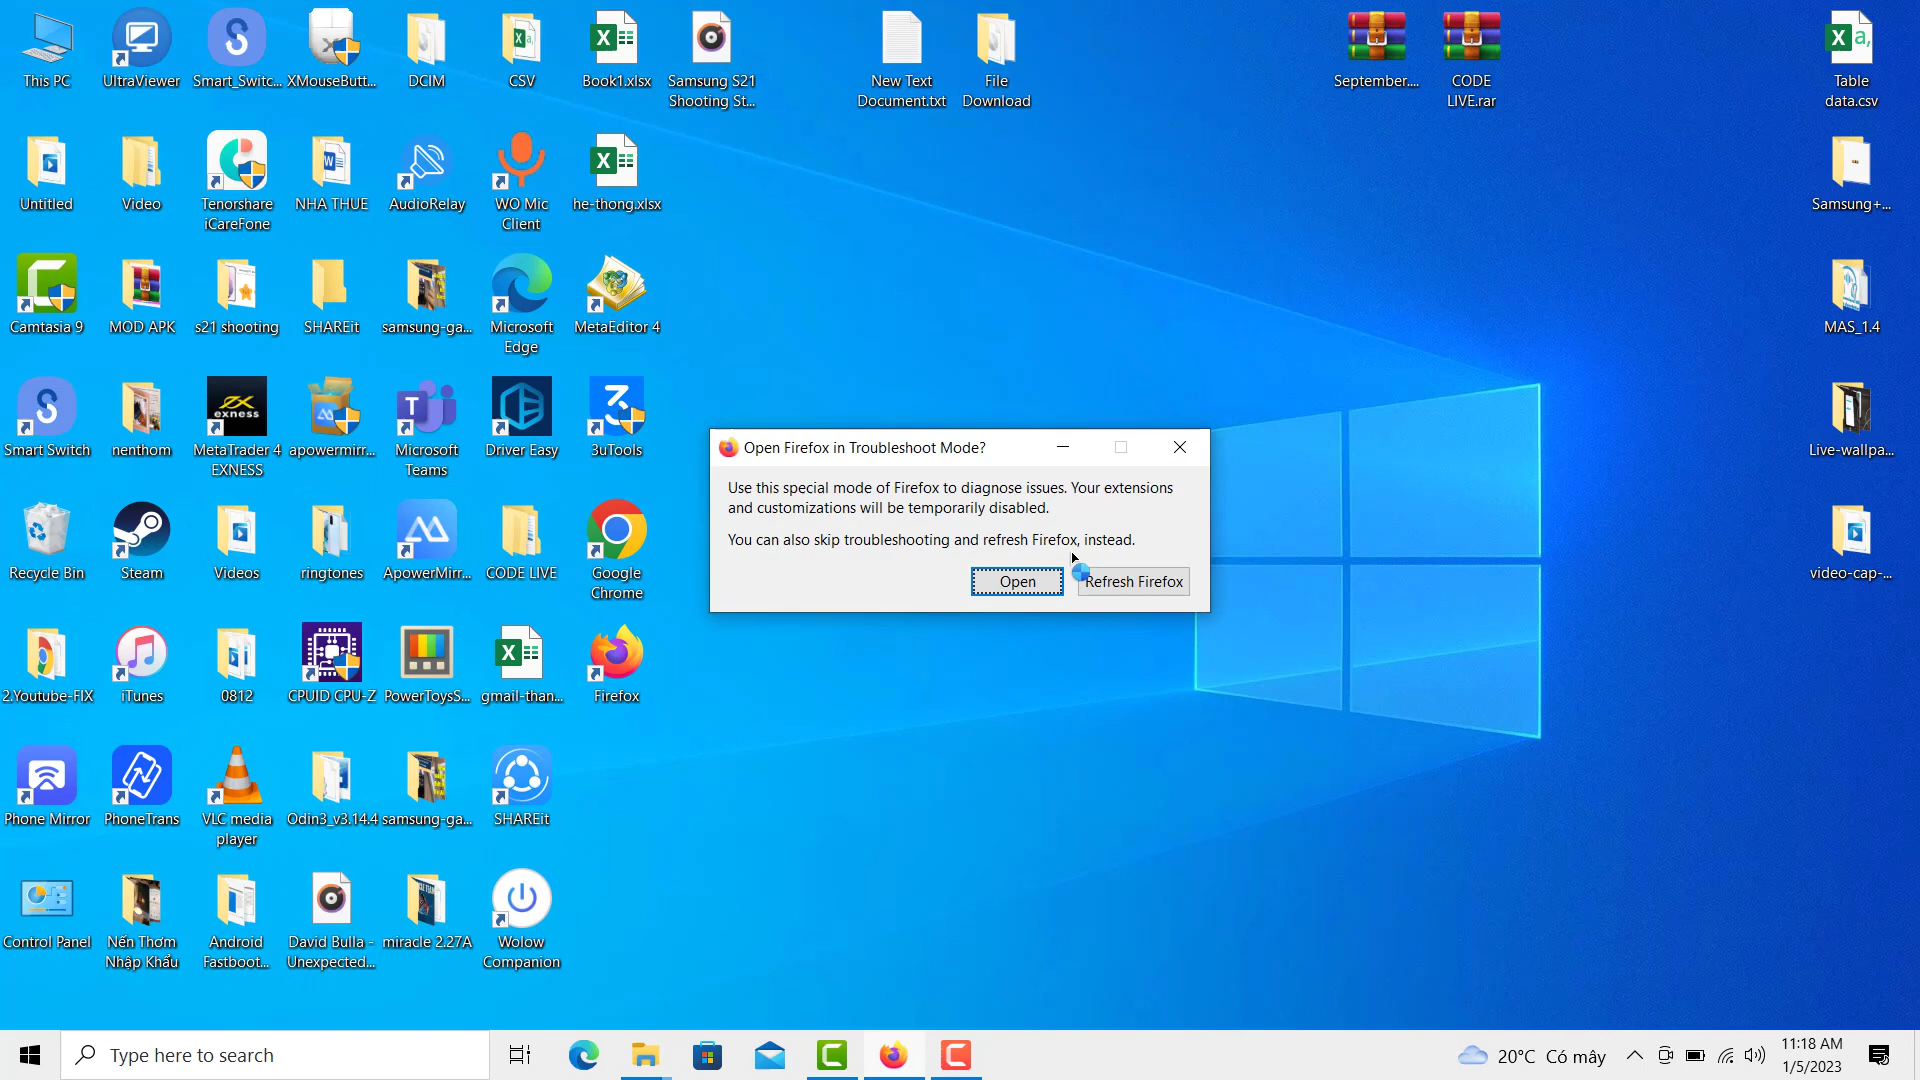 This PC
UltraViewer
Smart_Switc...
XMouseButt...
DCIM
CSV
Book1.xlsx
Samsung S21
Shooting St...
New Text
Document.txt
File
Download
September....
CODE
LIVE.rar
Table
data.csv
Untitled
Video
Tenorshare
iCareFone
NHA THUE
AudioRelay
WO Mic
Client
he-thong.xlsx
Samsung+...
Camtasia 9
MOD APK
s21 shooting
SHAREit
samsung-ga...
Microsoft
Edge
MetaEditor 4
MAS_1.4
Smart Switch
nenthom
exness
MetaTrader 4
EXNESS
apowermirr...
Microsoft
Teams
Driver Easy
3uTools
Live-wallpa...
Open Firefox in Troubleshoot Mode?
Use this special mode of Firefox to diagnose issues. Your extensions
and customizations will be temporarily disabled.
You can also skip troubleshooting and refresh Firefox, instead.
Open
Refresh Firefox
Recycle Bin
Steam
Videos
ringtones
ApowerMirr...
CODE LIVE
Google
Chrome
video-cap-...
2.Youtube-FIX
iTunes
0812
CPUID CPU-Z
PowerToysS...
gmail-than...
Firefox
Phone Mirror
PhoneTrans
VLC media
player
Odin3_v3.14.4
samsung-ga...
SHAREit
Control Panel
Nến Thơm
Nhập Khẩu
Android
Fastboot...
David Bulla -
Unexpected...
miracle 2.27A
Wolow
Companion
Type here to search
20°C Có mây
11:18 AM
1/5/2023